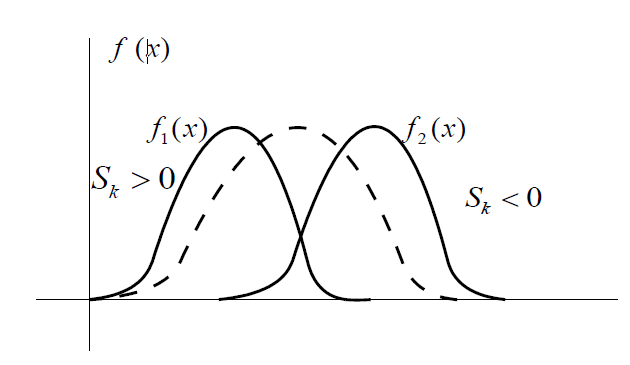 f (x)
f₁(x)
f₂(x)
Sₖ > 0
Sₖ < 0